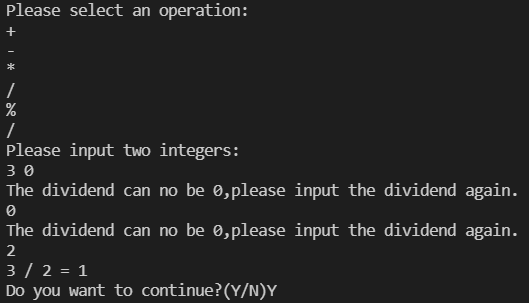 Please select an operation:
+
-
*
/
%
/
Please input two integers:
3 0
The dividend can no be 0,please input the dividend again.
0
The dividend can no be 0,please input the dividend again.
2
3 / 2 = 1
Do you want to continue?(Y/N)Y